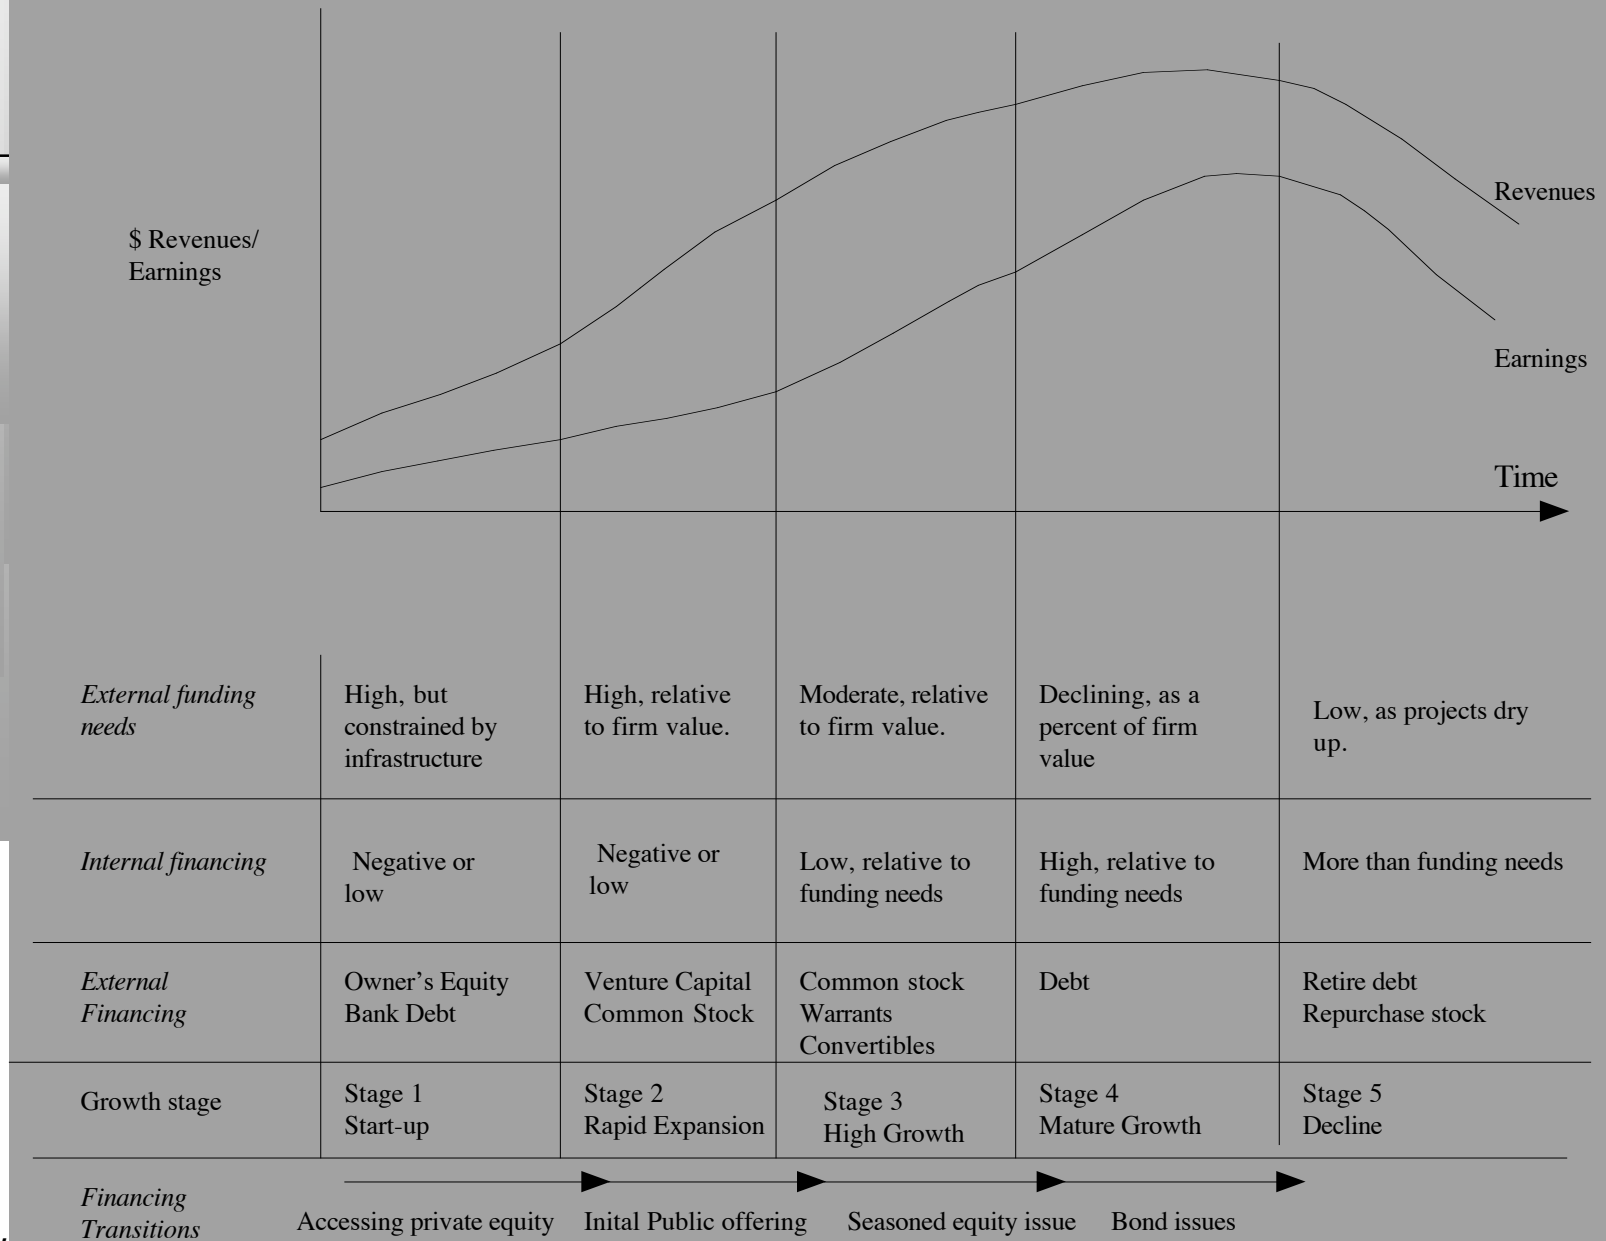 $ Revenues/
Earnings
Revenues
Earnings
Time
External funding
needs
High, but
constrained by
infrastructure
High, relative
to firm value.
Moderate, relative
to firm value.
Declining, as a
percent of firm
value
Low, as projects dry
up.
Internal financing
Negative or
low
Negative or
low
Low, relative to
funding needs
High, relative to
funding needs
More than funding needs
External
Financing
Owner's Equity
Bank Debt
Venture Capital
Common Stock
Common stock
Warrants
Convertibles
Debt
Retire debt
Repurchase stock
Growth stage
Stage 1
Start-up
Stage 2
Rapid Expansion
Stage 3
High Growth
Stage 4
Mature Growth
Stage 5
Decline
Financing
Transitions
Accessing private equity
Inital Public offering
Seasoned equity issue
Bond issues